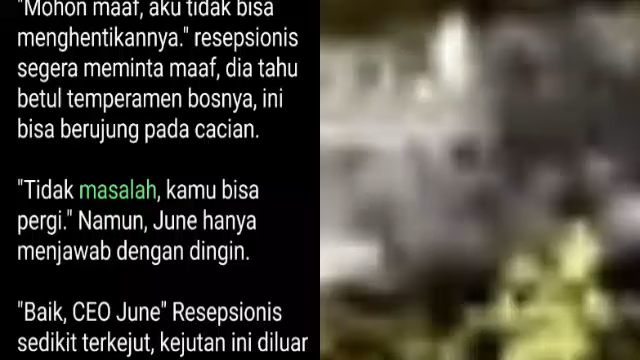 "Mohon maaf, aku tidak bisa
menghentikannya." resepsionis
segera meminta maaf, dia tahu
betul temperamen bosnya, ini
bisa berujung pada cacian.
"Tidak masalah, kamu bisa
pergi." Namun, June hanya
menjawab dengan dingin.
"Baik, CEO June" Resepsionis
sedikit terkejut, kejutan ini diluar